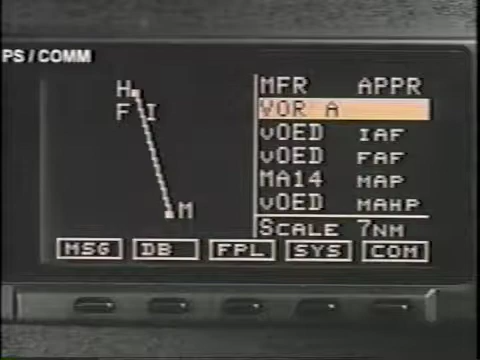 PS / COMM
H
F I
M
MFR APPR
VOR A
vOED IAF
vOED FAF
MA14 MAP
vOED MAHP
SCALE 7NM
MSG DB FPL SYS COM